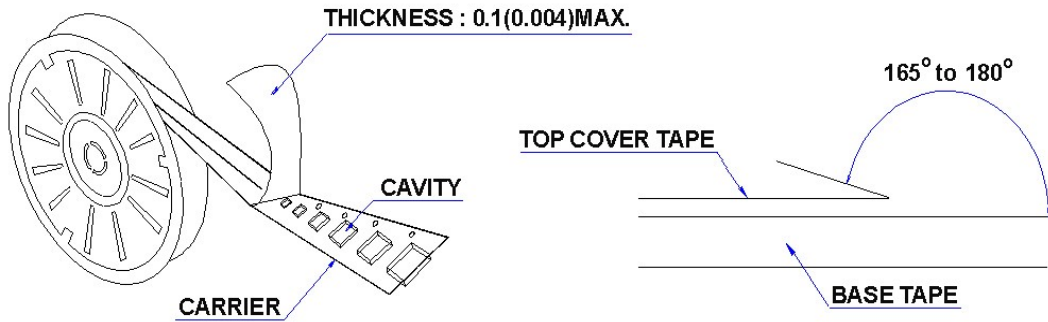 THICKNESS : 0.1(0.004)MAX.
CAVITY
CARRIER
165° to 180°
TOP COVER TAPE
BASE TAPE